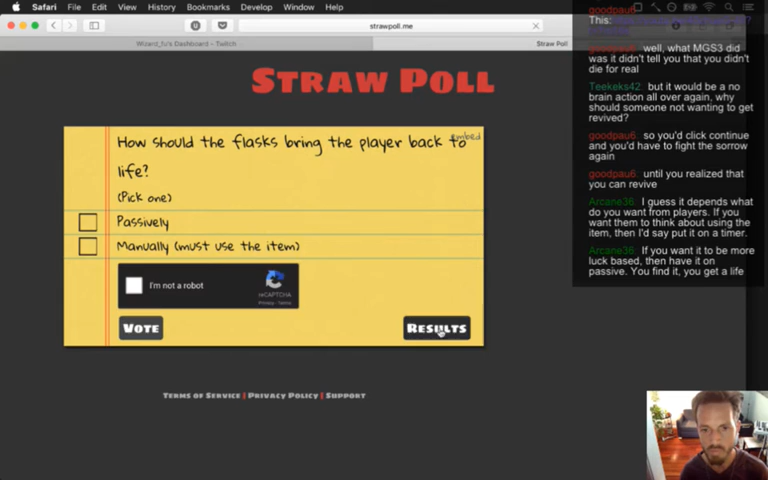 Safari File Edit View History Bookmarks Develop Window Help
strawpoll.me
Wizard_fu's Dashboard - Twitch
Straw Poll
STRAW POLL
embed
How should the flasks bring the player back to
life?
(Pick one)
Passively
Manually (must use the item)
I'm not a robot
reCAPTCHA
Privacy - Terms
VOTE
RESULTS
TERMS OF SERVICE | PRIVACY POLICY | SUPPORT
goodpau6:
This:
goodpau6: well, what MGS3 did
was it didn't tell you that you didn't
die for real
Teekeks42: but it would be a no
brain action all over again, why
should someone not wanting to get
revived?
goodpau6: so you'd click continue
and you'd have to fight the sorrow
again
goodpau6: until you realized that
you can revive
Arcane36: I guess it depends what
do you want from players. If you
want them to think about using the
item, then I'd say put it on a timer.
Arcane36: If you want it to be more
luck based, then have it on
passive. You find it, you get a life